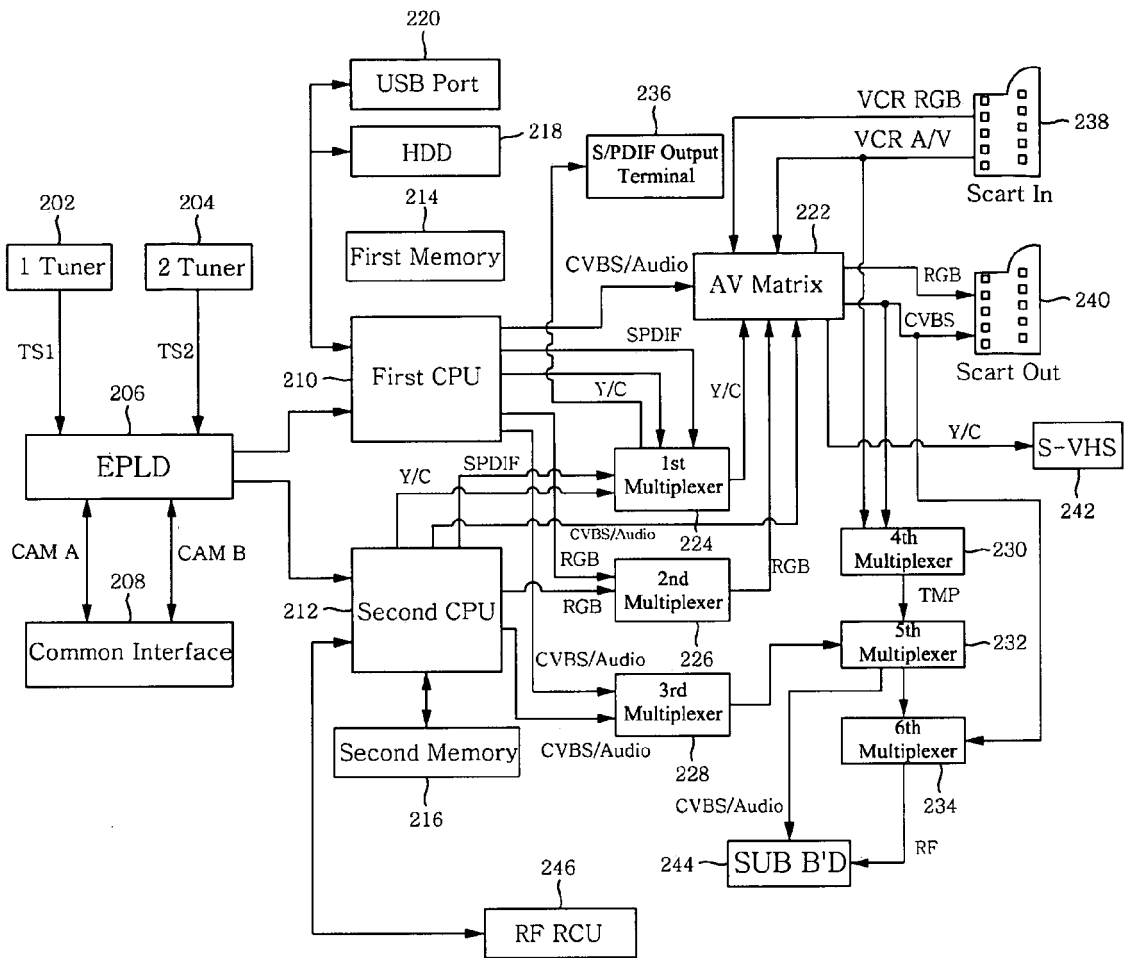 220
USB Port
236
VCR RGB
238
218
HDD
S/PDIF Output
Terminal
VCR A/V
Scart In
202
204
214
222
1 Tuner
2 Tuner
First Memory
CVBS/Audio
AV Matrix
RGB
240
CVBS
TS1
TS2
SPDIF
Scart Out
210
First CPU
Y/C
Y/C
206
Y/C
S-VHS
EPLD
SPDIF
1st
Multiplexer
242
Y/C
CAM A
CAM B
CVBS/Audio
224
4th
Multiplexer
230
RGB
RGB
208
212
Second CPU
2nd
Multiplexer
TMP
RGB
Common Interface
226
5th
Multiplexer
232
CVBS/Audio
3rd
Multiplexer
6th
Multiplexer
Second Memory
CVBS/Audio
228
216
234
CVBS/Audio
RF
244
SUB B'D
246
RF RCU